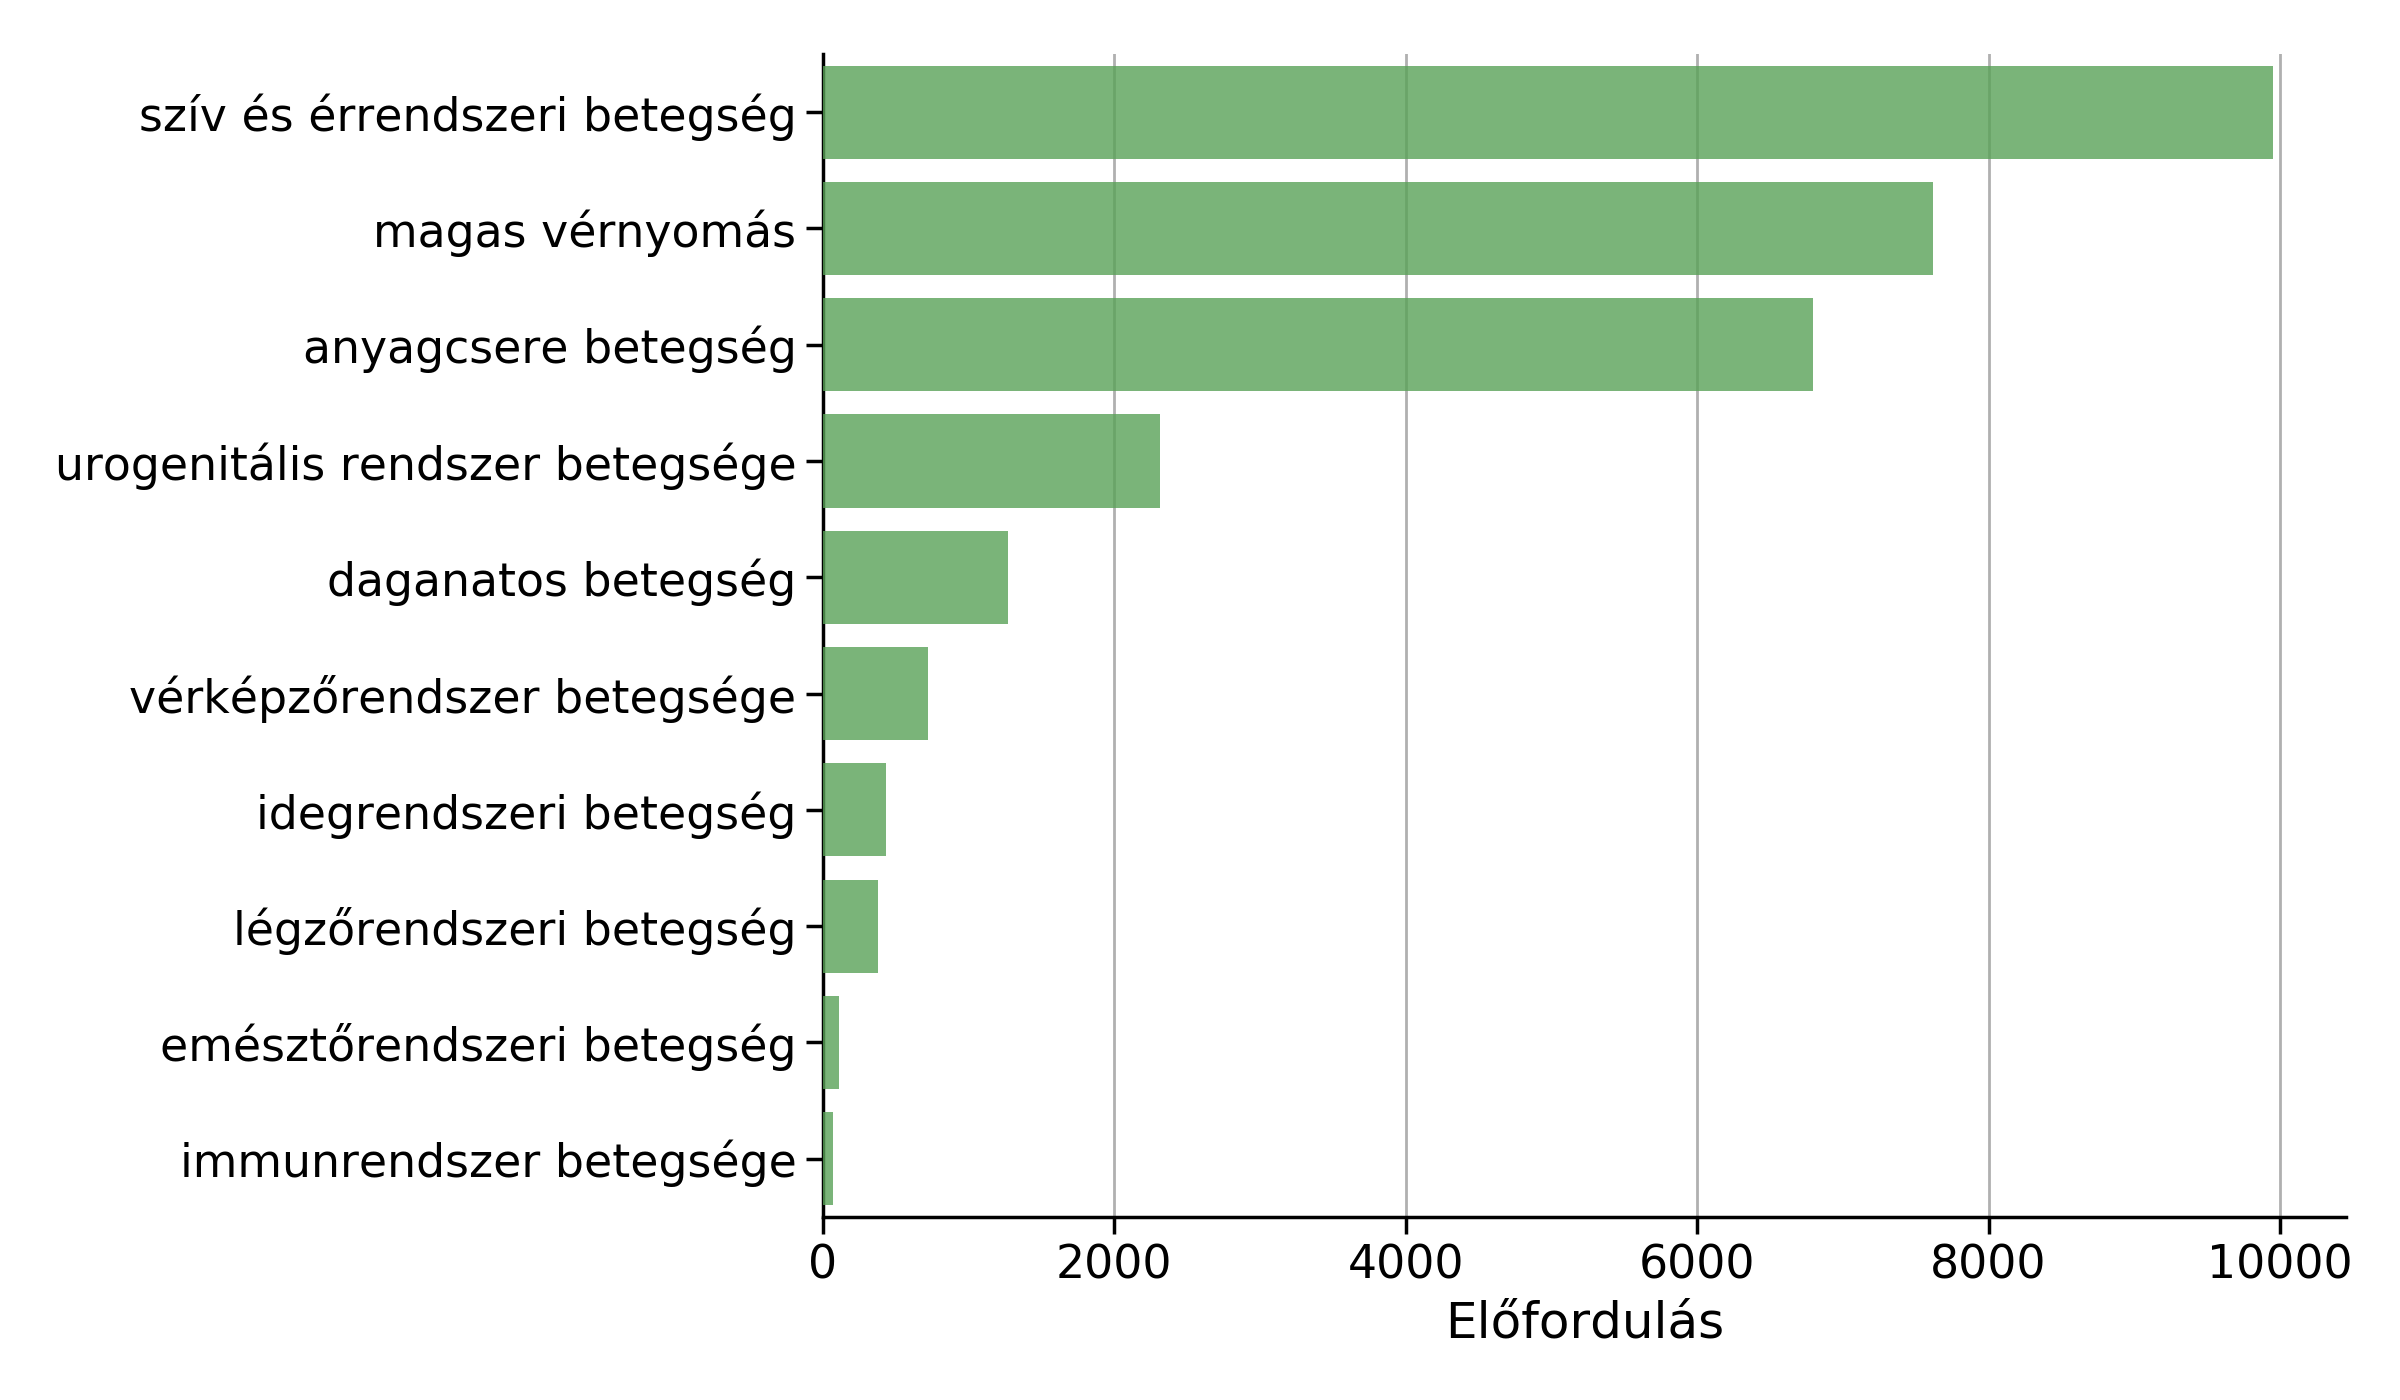 szív és érrendszeri betegség
magas vérnyomás
anyagcsere betegség
urogenitális rendszer betegsége
daganatos betegség
vérképzőrendszer betegsége
idegrendszeri betegség
légzőrendszeri betegség
emésztőrendszeri betegség
immunrendszer betegsége
0 2000 4000 6000 8000 10000
Előfordulás